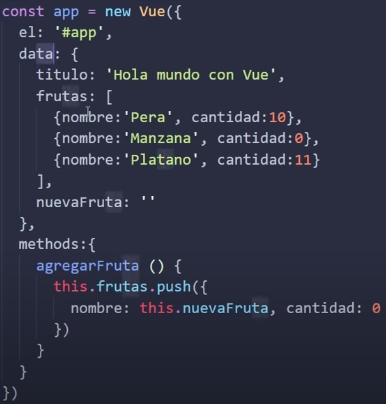 const app = new Vue({
  el: '#app',
  data: {
    titulo: 'Hola mundo con Vue',
    frutas: [
      {nombre:'Pera', cantidad:10},
      {nombre:'Manzana', cantidad:0},
      {nombre:'Platano', cantidad:11}
    ],
    nuevaFruta: ''
  },
  methods:{
    agregarFruta () {
      this.frutas.push({
        nombre: this.nuevaFruta, cantidad: 0
      })
    }
  }
})